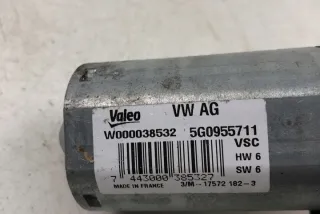 Valeo VW AG
W000038532 5G0955711
VSC
HW 6
SW 6
7 443000 385327
MADE IN FRANCE 3/M-17572 182-3